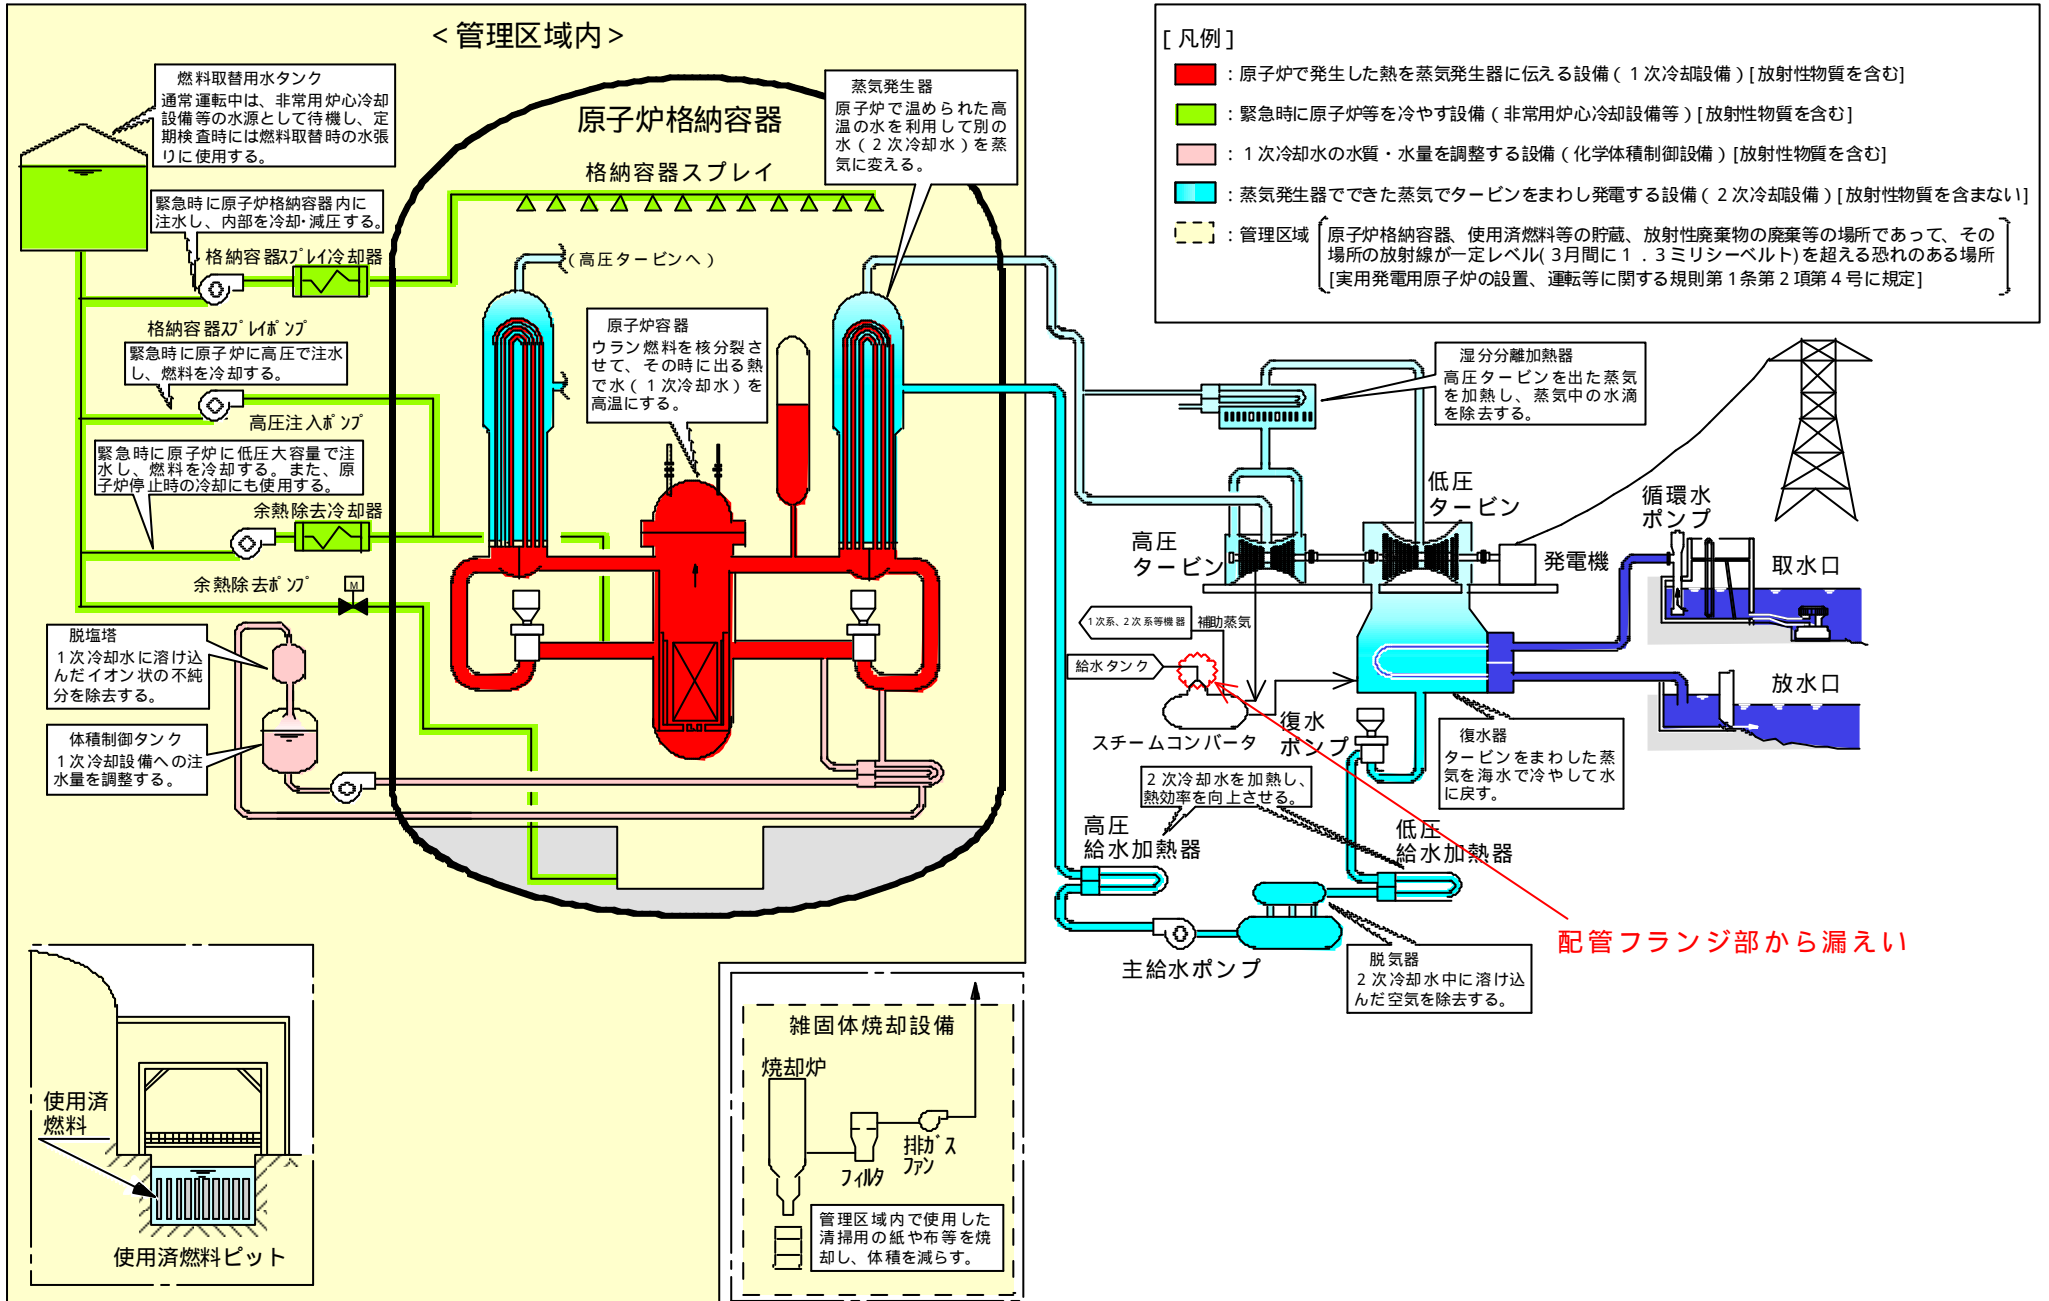 ＜管理区域内＞
燃料取替用水タンク
通常運転中は、非常用炉心冷却
設備等の水源として待機し、定
期検査時には燃料取替時の水張
りに使用する。
緊急時に原子炉格納容器内に
注水し、内部を冷却・減圧する。
格納容器スプレイ冷却器
格納容器スプレイポンプ
緊急時に原子炉に高圧で注水
し、燃料を冷却する。
高圧注入ポンプ
緊急時に原子炉に低圧大容量で注
水し、燃料を冷却する。また、原
子炉停止時の冷却にも使用する。
余熱除去冷却器
余熱除去ポンプ
M
脱塩塔
１次冷却水に溶け込
んだイオン状の不純
分を除去する。
体積制御タンク
１次冷却設備への注
水量を調整する。
原子炉格納容器
格納容器スプレイ
（高圧タービンへ）
蒸気発生器
原子炉で温められた高
温の水を利用して別の
水（２次冷却水）を蒸
気に変える。
原子炉容器
ウラン燃料を核分裂さ
せて、その時に出る熱
で水（１次冷却水）を
高温にする。
[凡例]
：原子炉で発生した熱を蒸気発生器に伝える設備（１次冷却設備）[放射性物質を含む]
：緊急時に原子炉等を冷やす設備（非常用炉心冷却設備等）[放射性物質を含む]
：１次冷却水の水質・水量を調整する設備（化学体積制御設備）[放射性物質を含む]
：蒸気発生器でできた蒸気でタービンをまわし発電する設備（２次冷却設備）[放射性物質を含まない]
：管理区域
原子炉格納容器、使用済燃料等の貯蔵、放射性廃棄物の廃棄等の場所であって、その
場所の放射線が一定レベル(３月間に１．３ミリシーベルト)を超える恐れのある場所
[実用発電用原子炉の設置、運転等に関する規則第１条第２項第４号に規定]
湿分分離加熱器
高圧タービンを出た蒸気
を加熱し、蒸気中の水滴
を除去する。
低圧
タービン
高圧
タービン
発電機
循環水
ポンプ
取水口
放水口
１次系、２次系等機器
補助蒸気
給水タンク
スチームコンバータ
復水
ポンプ
復水器
タービンをまわした蒸
気を海水で冷やして水
に戻す。
２次冷却水を加熱し、
熱効率を向上させる。
高圧
給水加熱器
低圧
給水加熱器
主給水ポンプ
脱気器
２次冷却水中に溶け込
んだ空気を除去する。
配管フランジ部から漏えい
使用済
燃料
使用済燃料ピット
雑固体焼却設備
焼却炉
フィルタ
排ガス
ファン
管理区域内で使用した
清掃用の紙や布等を焼
却し、体積を減らす。